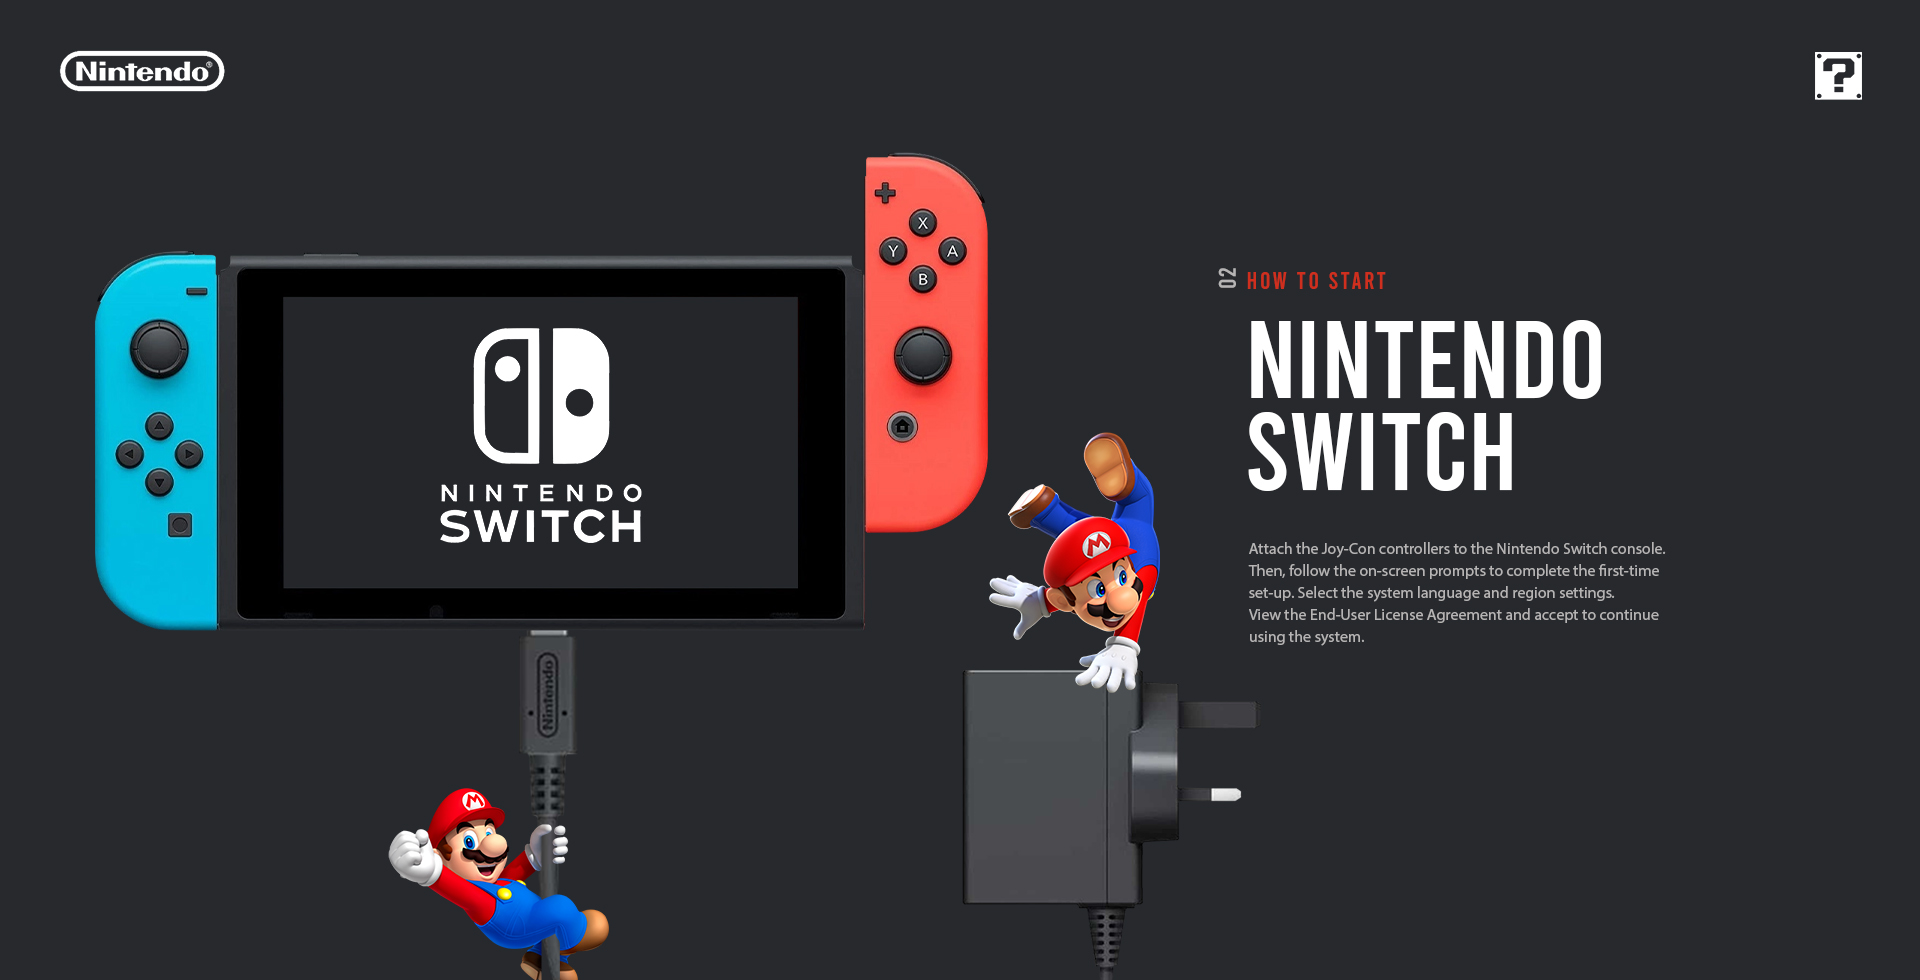 Nintendo®
?
X
Y
A
B
NINTENDO
SWITCH
Nintendo
M
M
02
HOW TO START
NINTENDO
SWITCH
Attach the Joy-Con controllers to the Nintendo Switch console.
Then, follow the on-screen prompts to complete the first-time
set-up. Select the system language and region settings.
View the End-User License Agreement and accept to continue
using the system.